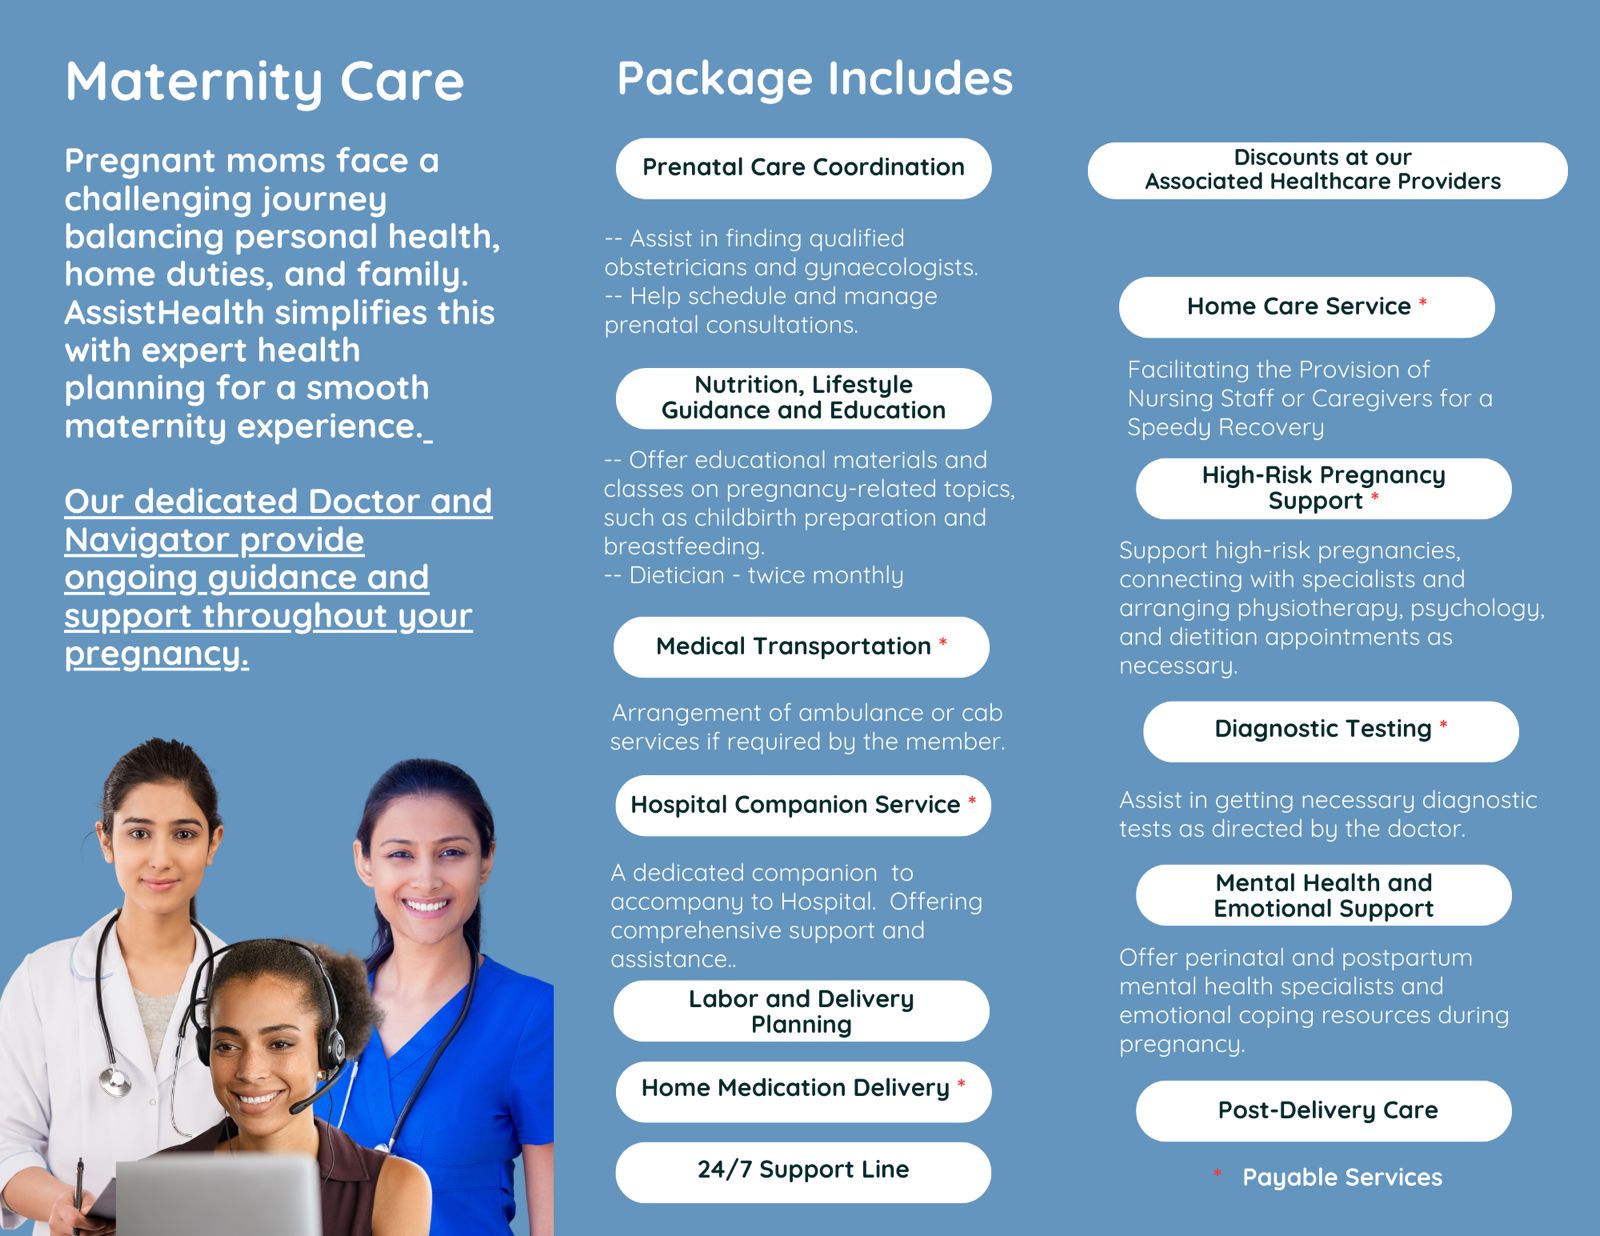 Maternity Care
Pregnant moms face a
challenging journey
balancing personal health,
home duties, and family.
AssistHealth simplifies this
with expert health
planning for a smooth
maternity experience.
Our dedicated Doctor and
Navigator provide
ongoing guidance and
support throughout your
pregnancy.
Package Includes
Prenatal Care Coordination
-- Assist in finding qualified
obstetricians and gynaecologists.
-- Help schedule and manage
prenatal consultations.
Nutrition, Lifestyle
Guidance and Education
-- Offer educational materials and
classes on pregnancy-related topics,
such as childbirth preparation and
breastfeeding.
-- Dietician - twice monthly
Medical Transportation *
Arrangement of ambulance or cab
services if required by the member.
Hospital Companion Service *
A dedicated companion  to
accompany to Hospital.  Offering
comprehensive support and
assistance..
Labor and Delivery
Planning
Home Medication Delivery *
24/7 Support Line
Discounts at our
Associated Healthcare Providers
Home Care Service *
Facilitating the Provision of
Nursing Staff or Caregivers for a
Speedy Recovery
High-Risk Pregnancy
Support *
Support high-risk pregnancies,
connecting with specialists and
arranging physiotherapy, psychology,
and dietitian appointments as
necessary.
Diagnostic Testing *
Assist in getting necessary diagnostic
tests as directed by the doctor.
Mental Health and
Emotional Support
Offer perinatal and postpartum
mental health specialists and
emotional coping resources during
pregnancy.
Post-Delivery Care
* Payable Services